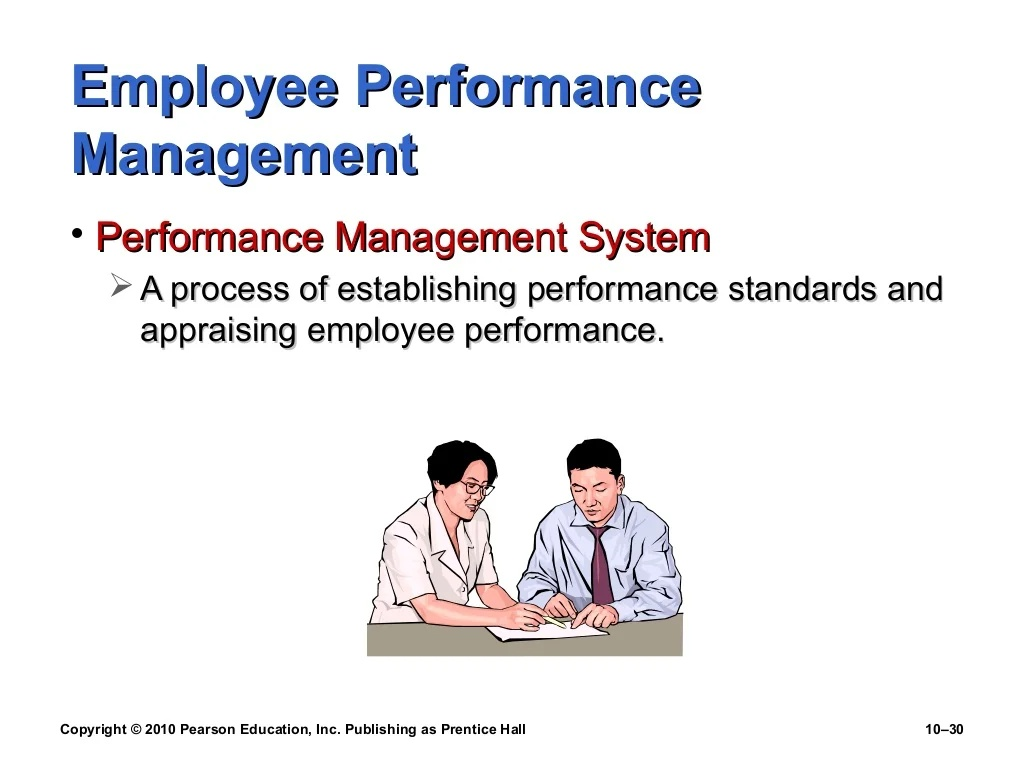 Employee Performance
Management
• Performance Management System
➢ A process of establishing performance standards and
appraising employee performance.
Copyright © 2010 Pearson Education, Inc. Publishing as Prentice Hall
10–30